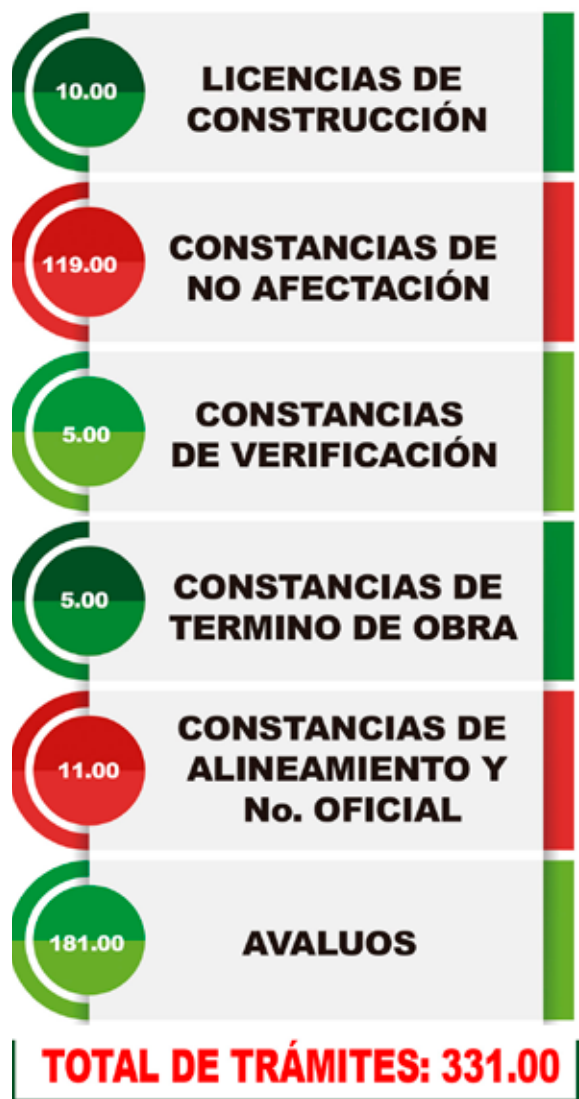 10.00
LICENCIAS DE
CONSTRUCCIÓN
119.00
CONSTANCIAS DE
NO AFECTACIÓN
5.00
CONSTANCIAS
DE VERIFICACIÓN
5.00
CONSTANCIAS DE
TERMINO DE OBRA
11.00
CONSTANCIAS DE
ALINEAMIENTO Y
No. OFICIAL
181.00
AVALUOS
TOTAL DE TRÁMITES: 331.00